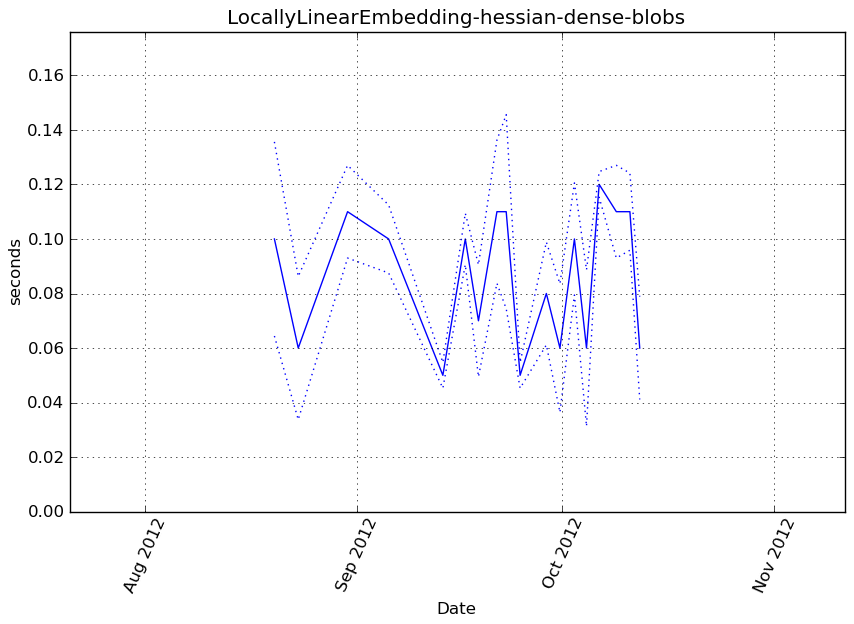 LocallyLinearEmbedding-hessian-dense-blobs
0.16
0.14
0.12
0.10
0.08
0.06
0.04
0.02
0.00
seconds
Aug 2012
Sep 2012
Oct 2012
Nov 2012
Date